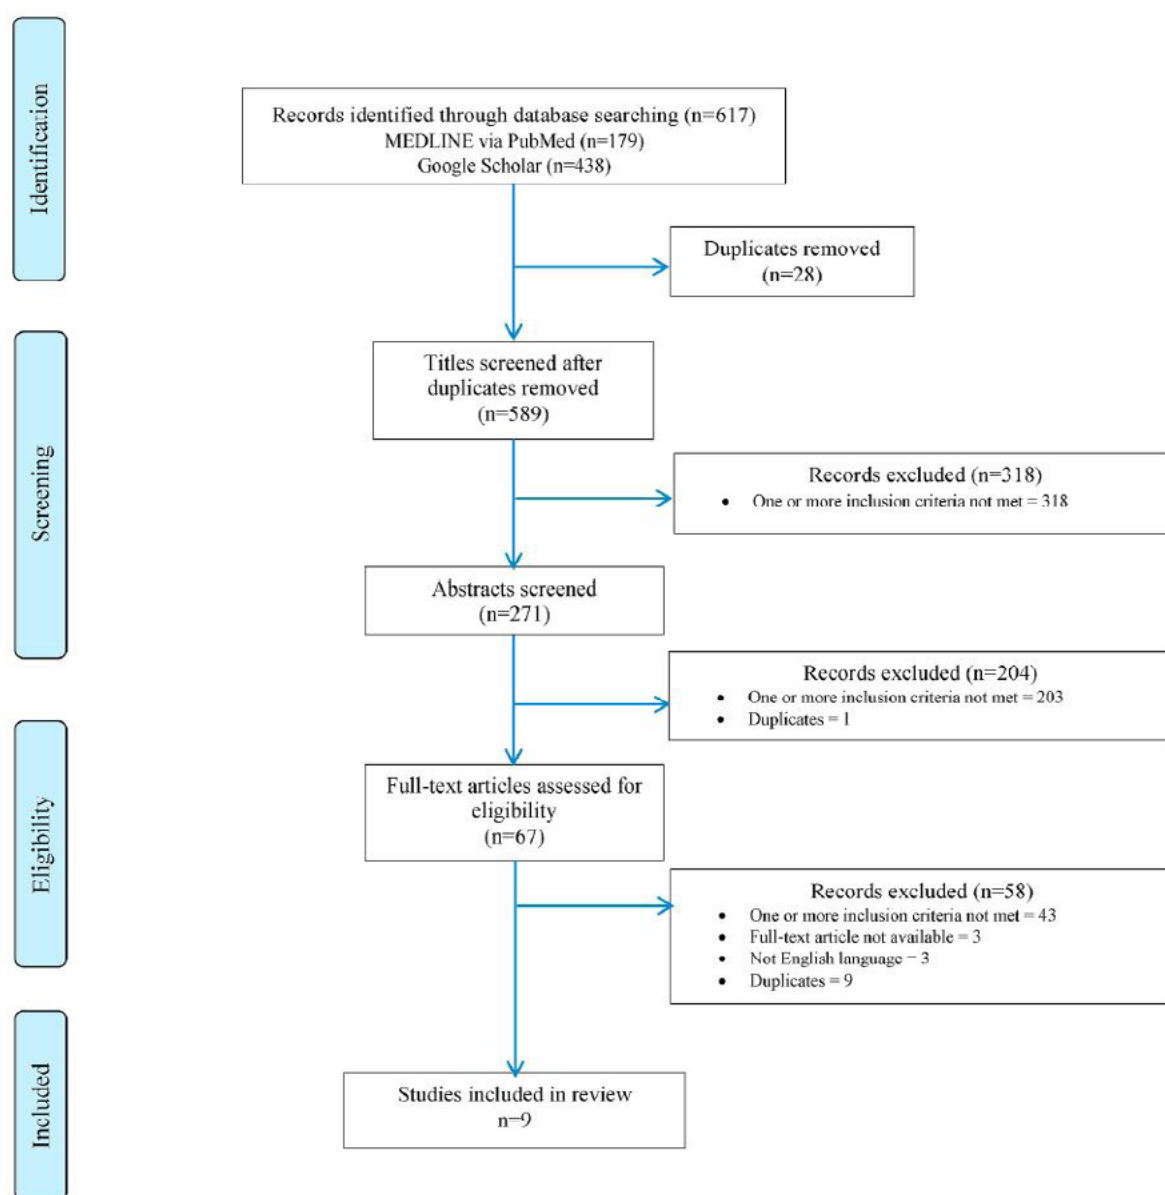 Identification
Records identified through database searching (n=617)
MEDLINE via PubMed (n=179)
Google Scholar (n=438)
Duplicates removed
(n=28)
Screening
Titles screened after
duplicates removed
(n=589)
Records excluded (n=318)
• One or more inclusion criteria not met = 318
Abstracts screened
(n=271)
Records excluded (n=204)
• One or more inclusion criteria not met = 203
• Duplicates = 1
Eligibility
Full-text articles assessed for
eligibility
(n=67)
Records excluded (n=58)
• One or more inclusion criteria not met = 43
• Full-text article not available = 3
• Not English language = 3
• Duplicates = 9
Included
Studies included in review
n=9